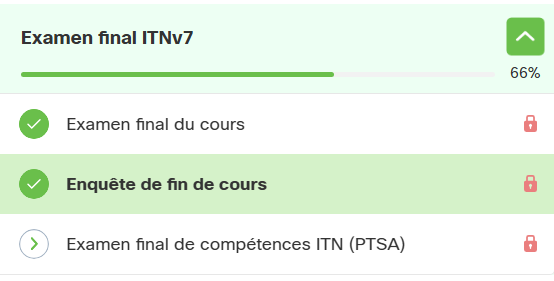 Examen final ITNv7
66%
Examen final du cours
Enquête de fin de cours
Examen final de compétences ITN (PTSA)